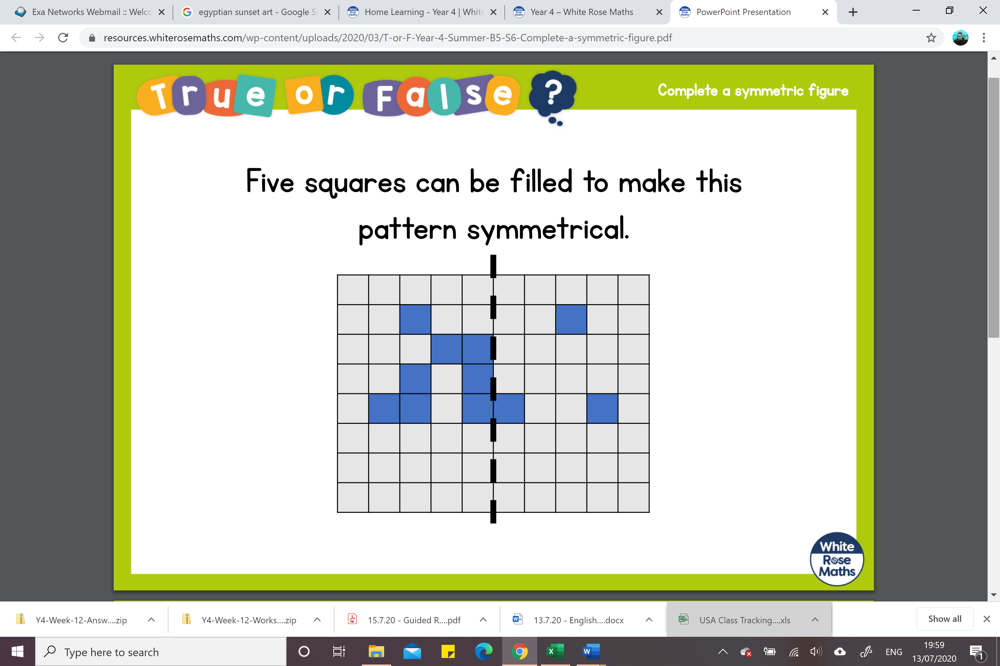 Exa Networks Webmail :: Welco
egyptian sunset art - Google Se
Home Learning - Year 4 | White
Year 4 – White Rose Maths
PowerPoint Presentation
resources.whiterosemaths.com/wp-content/uploads/2020/03/T-or-F-Year-4-Summer-B5-S6-Complete-a-symmetric-figure.pdf
True or False ?
Complete a symmetric figure
Five squares can be filled to make this
pattern symmetrical.
White
Rose
Maths
Y4-Week-12-Answ....zip
Y4-Week-12-Works....zip
15.7.20 - Guided R....pdf
13.7.20 - English....docx
USA Class Tracking....xls
Show all
Type here to search
ENG
19:59
13/07/2020
1